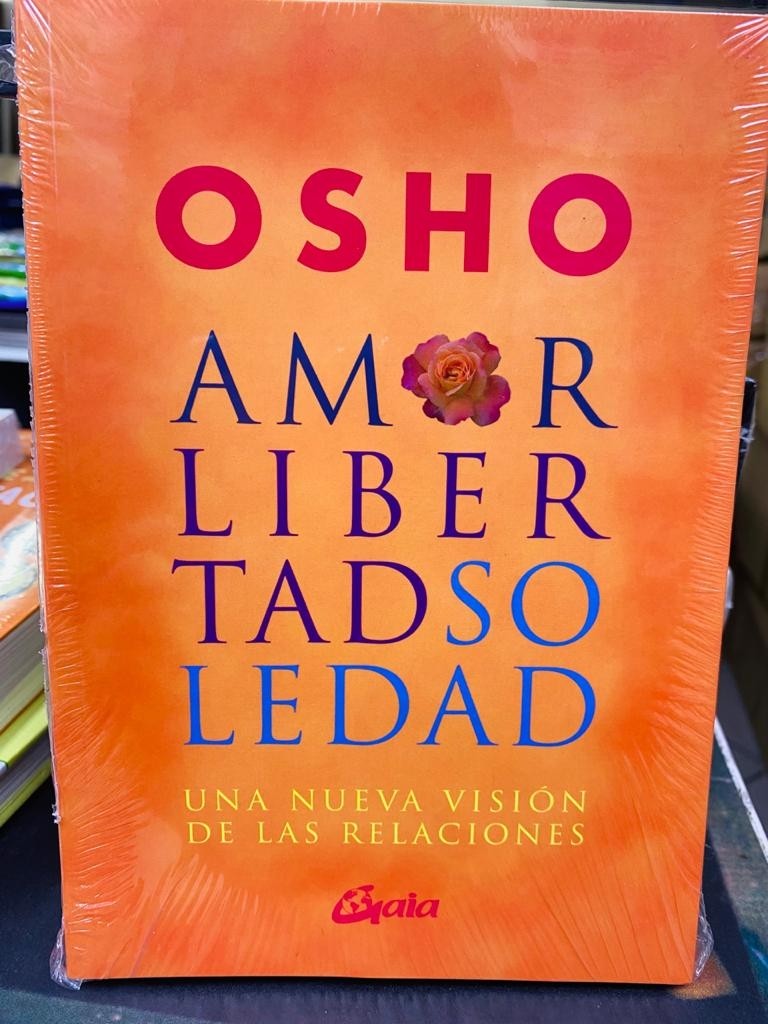 OSHO
AMOR
LIBER
TADSO
LEDAD
UNA NUEVA VISIÓN
DE LAS RELACIONES
Gaia